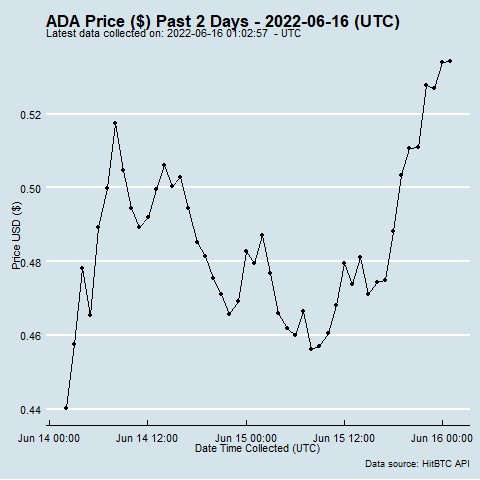 ADA Price ($) Past 2 Days - 2022-06-16 (UTC)
Latest data collected on: 2022-06-16 01:02:57 - UTC
Price USD ($)
0.52
0.50
0.48
0.46
0.44
Jun 14 00:00 Jun 14 12:00 Jun 15 00:00 Jun 15 12:00 Jun 16 00:00
Date Time Collected (UTC)
Data source: HitBTC API